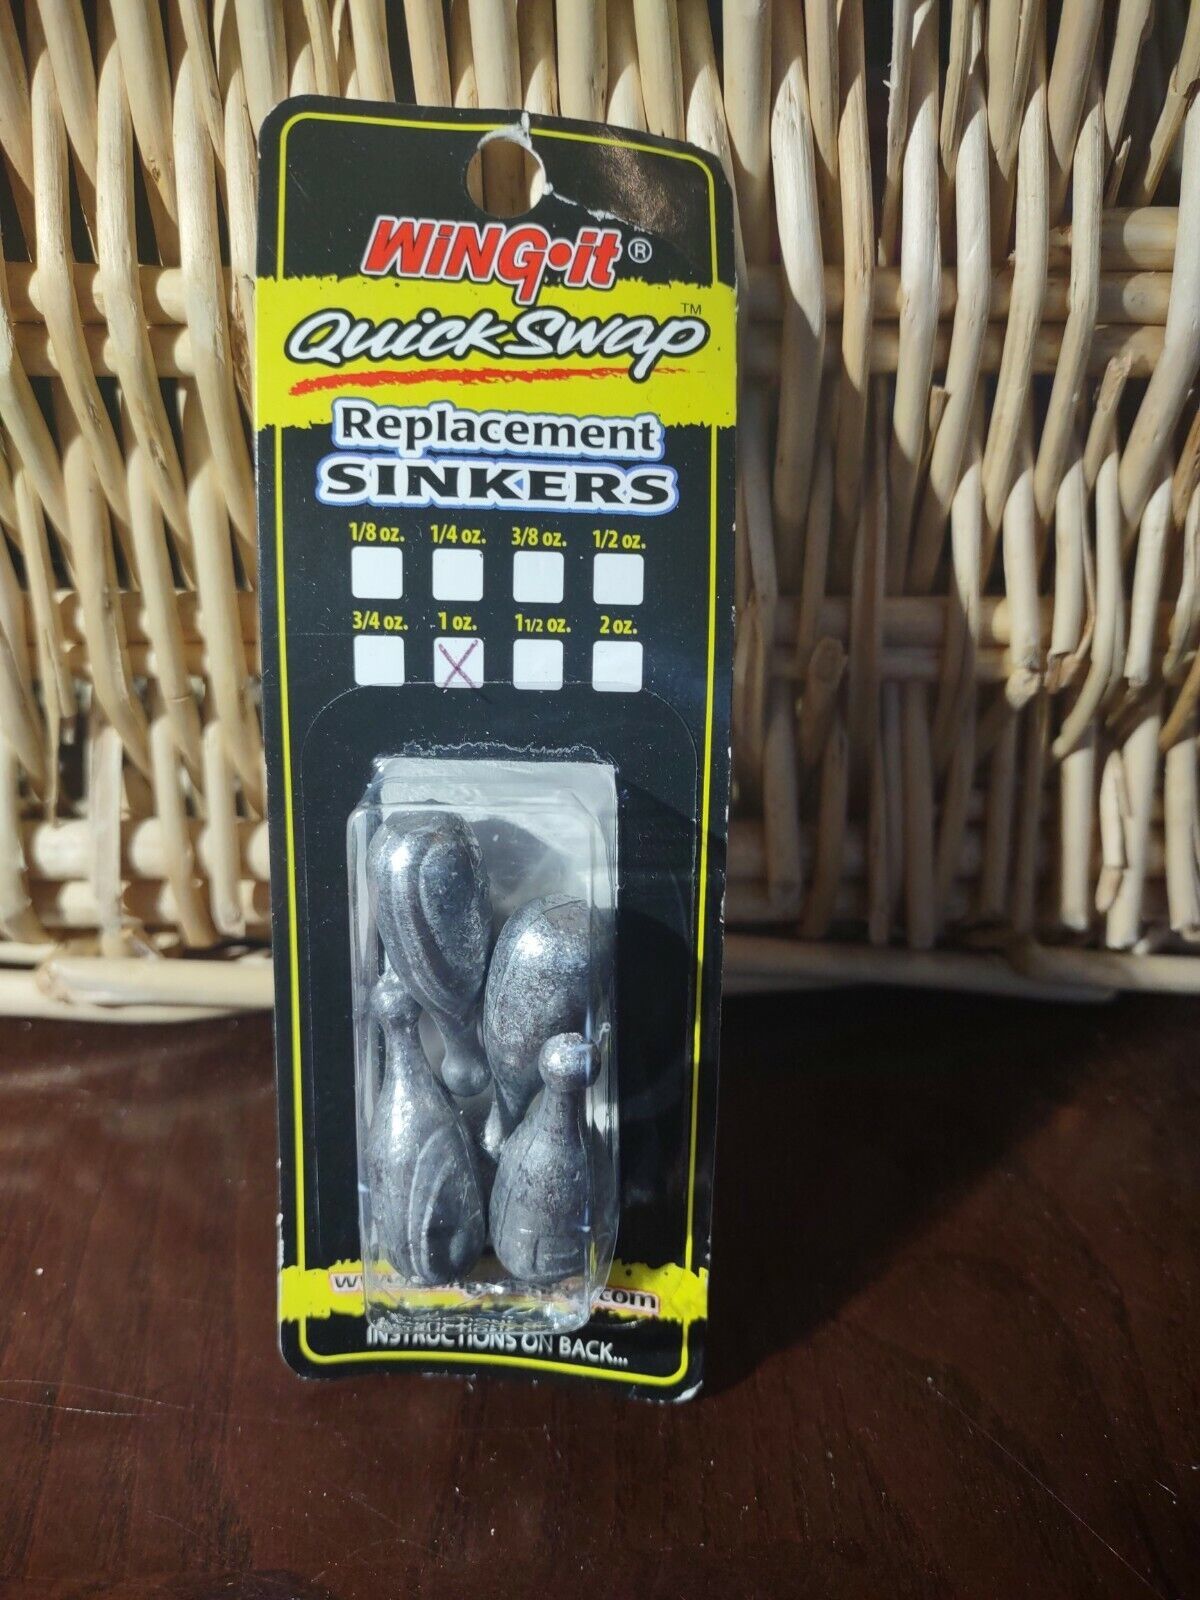 WiNG•it®
QuickSwap™
Replacement
SINKERS
1/8 oz. 1/4 oz. 3/8 oz. 1/2 oz.
3/4 oz. 1 oz. 1 1/2 oz. 2 oz.
X
INSTRUCTIONS ON BACK...